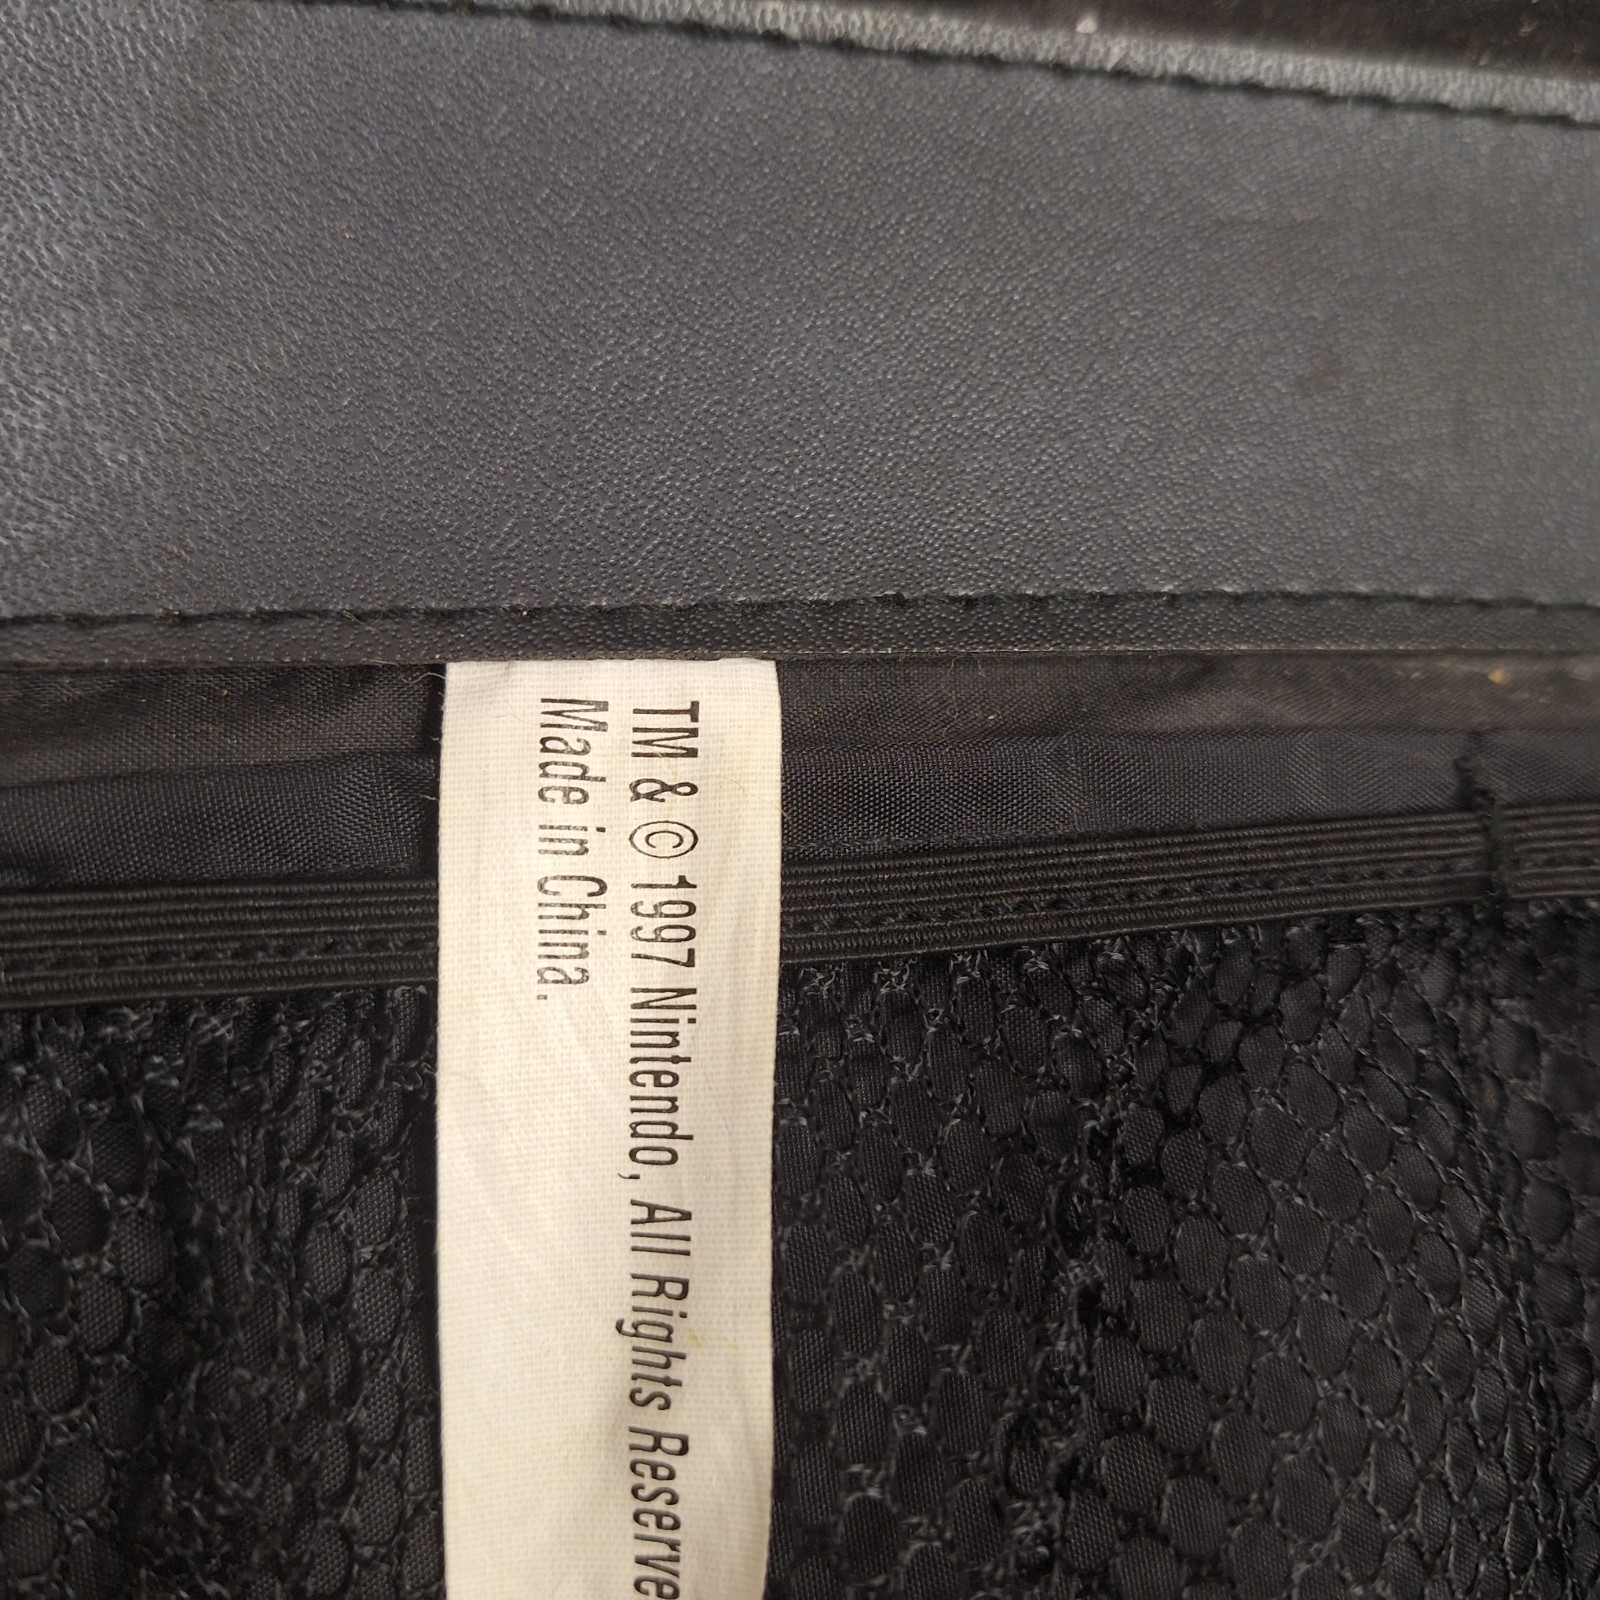 TM & © 1997 Nintendo, All Rights Reserve
Made in China.